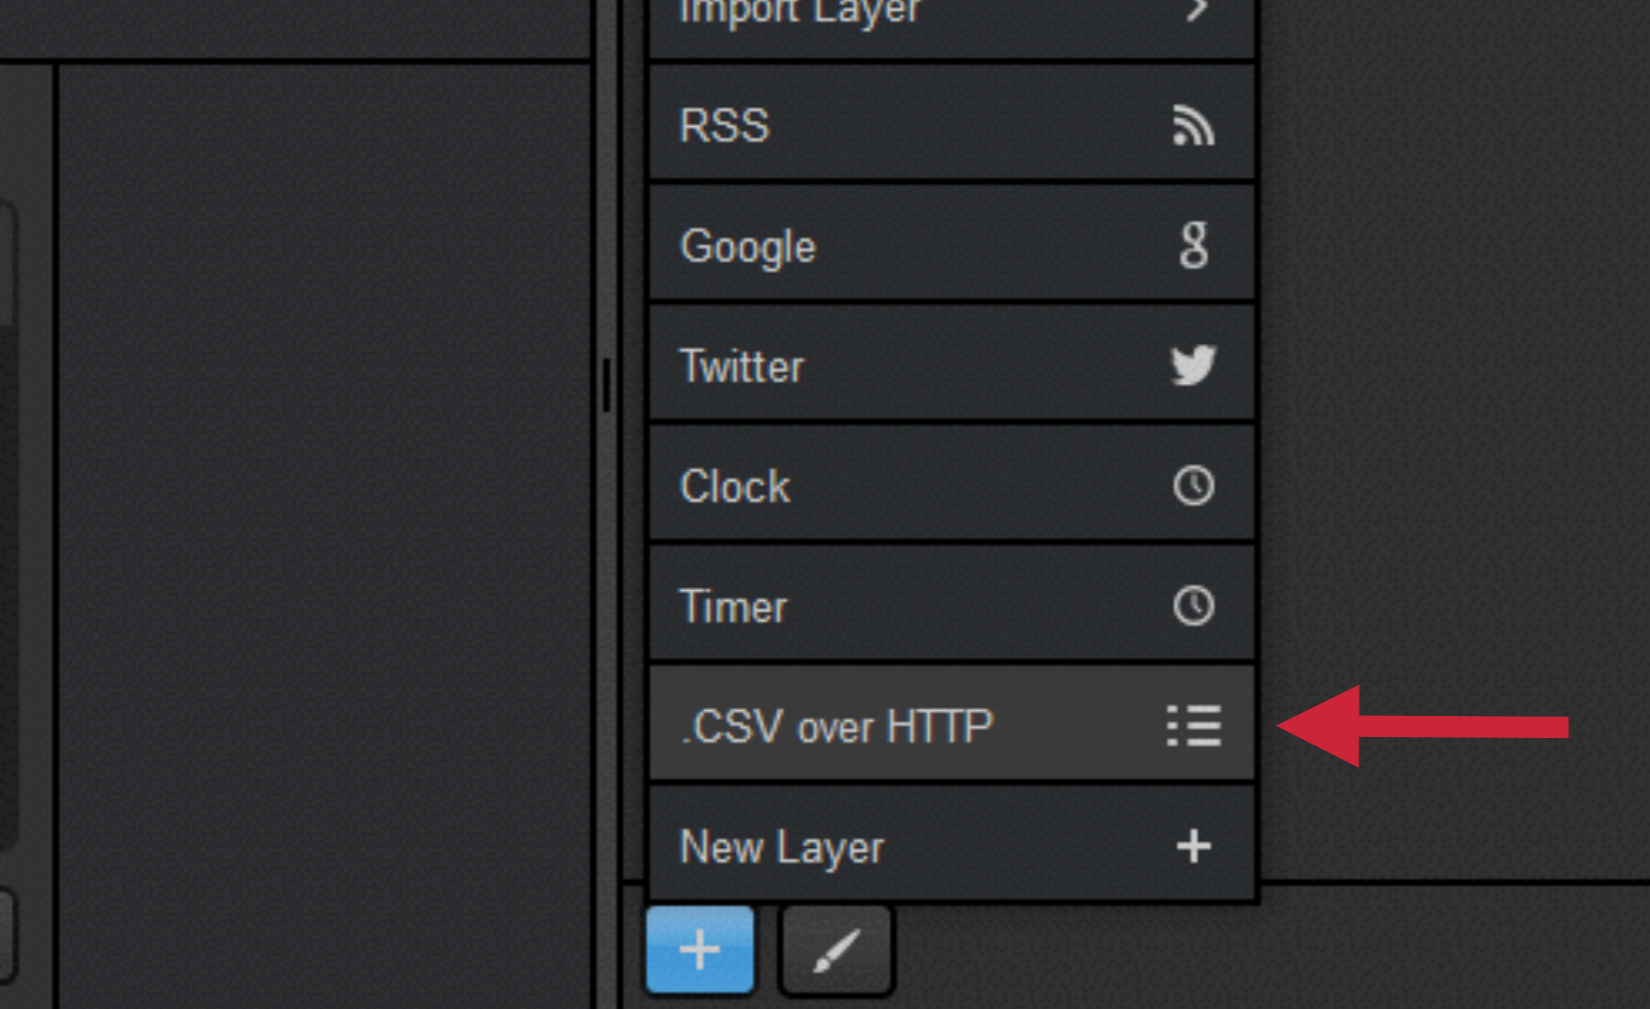 Import Layer
RSS
Google
Twitter
Clock
Timer
.CSV over HTTP
New Layer